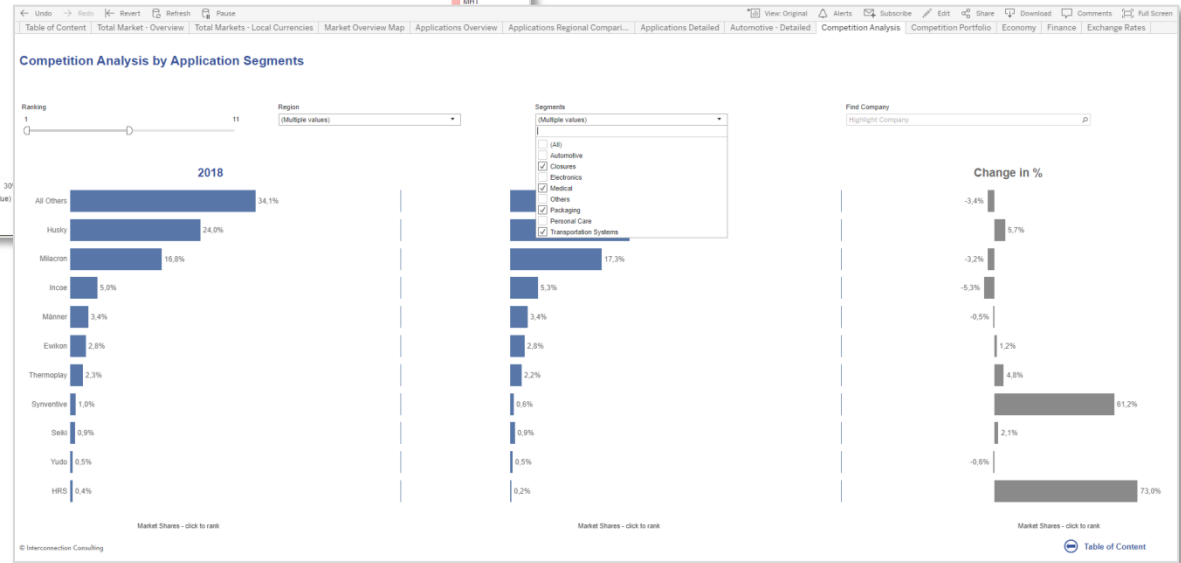 MRT
← Undo → Redo Revert Refresh Pause View: Original Alerts Subscribe Edit Share Download Comments Full Screen
Table of Content Total Market - Overview Total Markets - Local Currencies Market Overview Map Applications Overview Applications Regional Compari... Applications Detailed Automotive - Detailed Competition Analysis Competition Portfolio Economy Finance Exchange Rates
Competition Analysis by Application Segments
Ranking Region Segments Find Company
1 11 (Multiple values) (Multiple values) Highlight Company
(All)
Automotive
Closures
Electronics
Medical
Others
Packaging
Personal Care
Transportation Systems
2018 Change in %
All Others 34,1% -3,4%
Husky 24,0% 5,7%
Milacron 16,8% 17,3% -3,2%
Incoe 5,0% 5,3% -5,3%
Männer 3,4% 3,4% -0,5%
Ewikon 2,8% 2,8% 1,2%
Thermoplay 2,3% 2,2% 4,8%
Synventive 1,0% 0,6% 61,2%
Seiki 0,9% 0,9% 2,1%
Yudo 0,5% 0,5% -0,6%
HRS 0,4% 0,2% 73,0%
Market Shares - click to rank Market Shares - click to rank Market Shares - click to rank
© Interconnection Consulting Table of Content